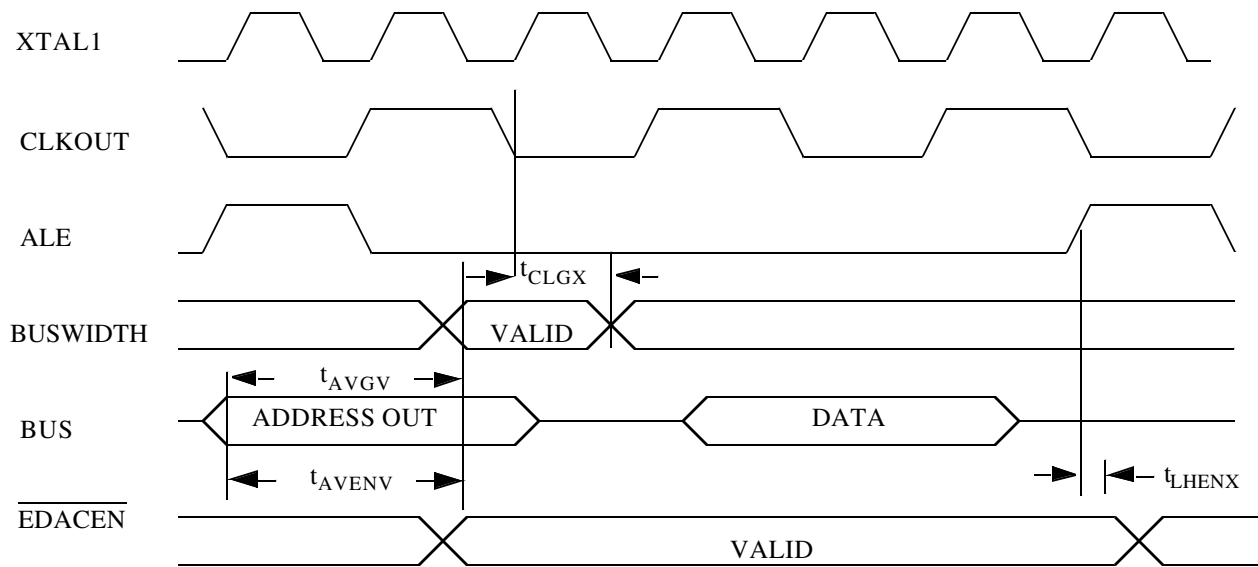 XTAL1
CLKOUT
ALE
tCLGX
BUSWIDTH
VALID
tAVGV
BUS
ADDRESS OUT
DATA
tAVENV
tLHENX
EDACEN
VALID